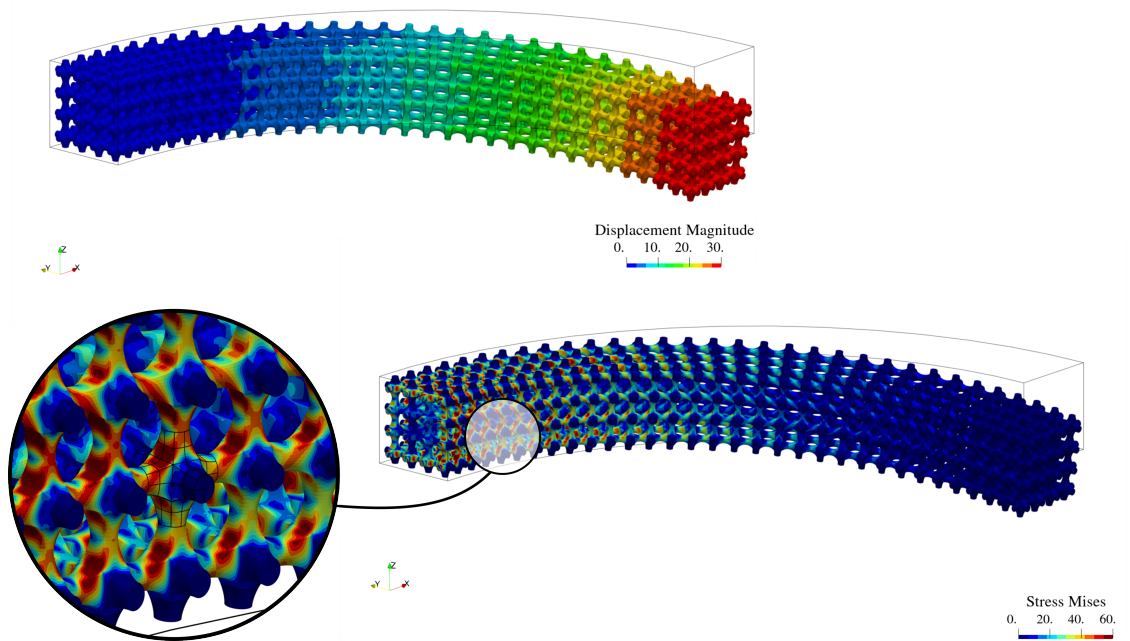 Displacement Magnitude
0. 10. 20. 30.
Z
Y X
Z
Y X
Stress Mises
0. 20. 40. 60.